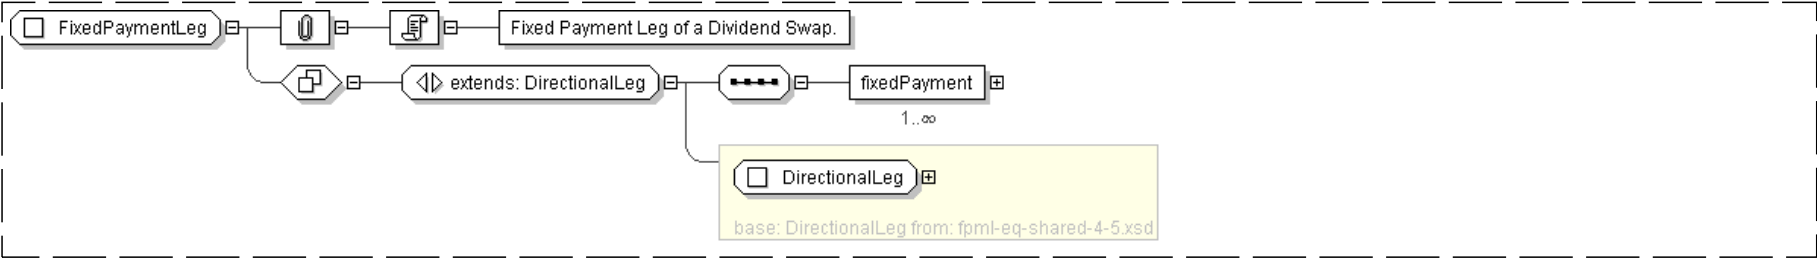 FixedPaymentLeg
Fixed Payment Leg of a Dividend Swap.
extends: DirectionalLeg
fixedPayment
1..∞
DirectionalLeg
base: DirectionalLeg from: fpml-eq-shared-4-5.xsd